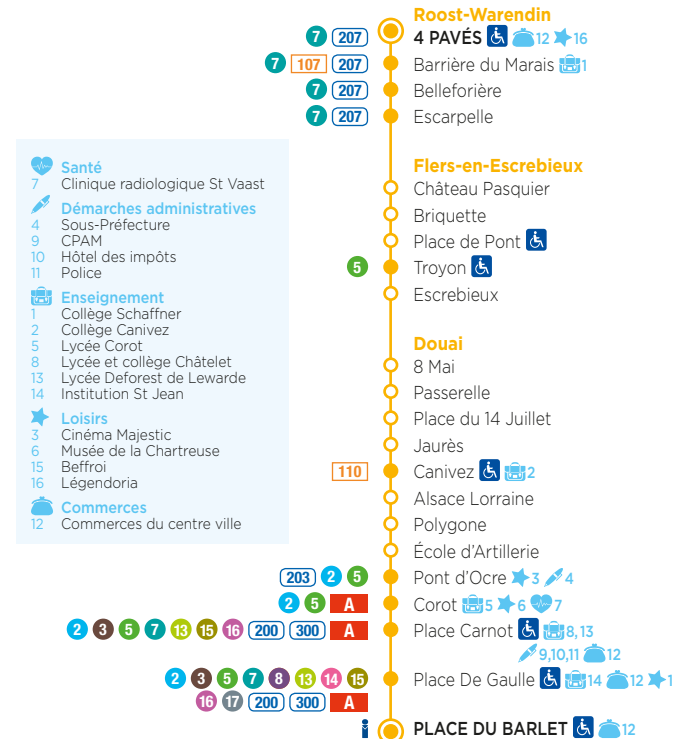 Roost-Warendin
7 207 4 PAVÉS 12 16
7 107 207 Barrière du Marais 1
7 207 Belleforière
7 207 Escarpelle
Santé
7 Clinique radiologique St Vaast
Démarches administratives
4 Sous-Préfecture
9 CPAM
10 Hôtel des impôts
11 Police
Enseignement
1 Collège Schaffner
2 Collège Canivez
5 Lycée Corot
8 Lycée et collège Châtelet
13 Lycée Deforest de Lewarde
14 Institution St Jean
Loisirs
3 Cinéma Majestic
6 Musée de la Chartreuse
15 Beffroi
16 Légendoria
Commerces
12 Commerces du centre ville
Flers-en-Escrebieux
Château Pasquier
Briquette
Place de Pont
5 Troyon
Escrebieux
Douai
8 Mai
Passerelle
Place du 14 Juillet
Jaurès
110 Canivez 2
Alsace Lorraine
Polygone
École d'Artillerie
203 2 5 Pont d'Ocre 3 4
2 5 A Corot 5 6 7
2 3 5 7 13 15 16 200 300 A Place Carnot 8, 13
9,10,11 12
2 3 5 7 8 13 14 15 Place De Gaulle 14 12 1
16 17 200 300 A
i PLACE DU BARLET 12